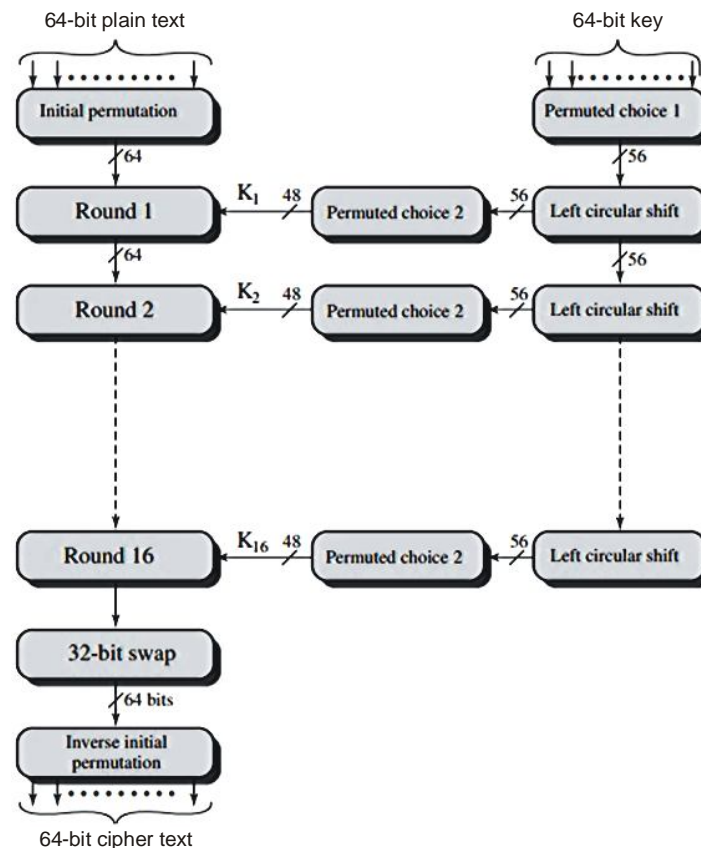 64-bit plain text
64-bit key
Initial permutation
Permuted choice 1
64
56
Round 1
K1
48
Permuted choice 2
56
Left circular shift
64
56
Round 2
K2
48
Permuted choice 2
56
Left circular shift
Round 16
K16
48
Permuted choice 2
56
Left circular shift
32-bit swap
64 bits
Inverse initial
permutation
64-bit cipher text